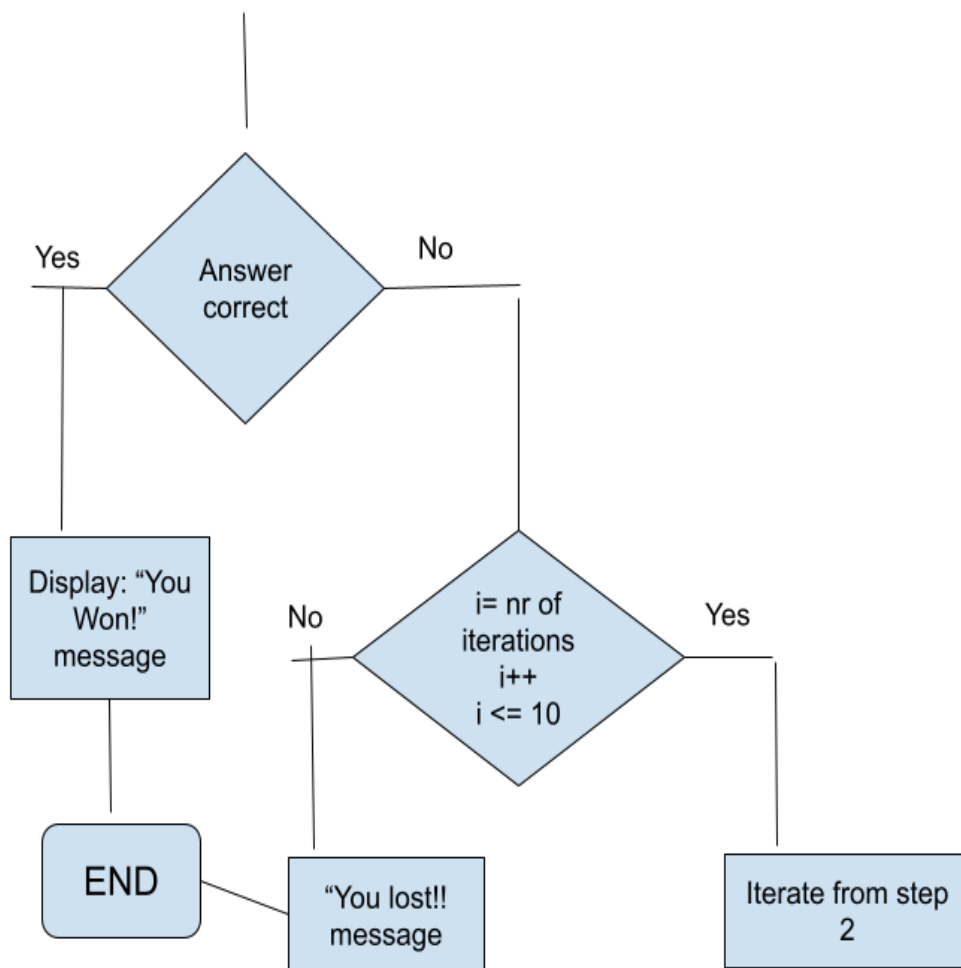 Yes
No
Answer
correct
Display: “You
Won!”
message
No
i= nr of
iterations
i++
i <= 10
Yes
END
“You lost!!
message
Iterate from step
2